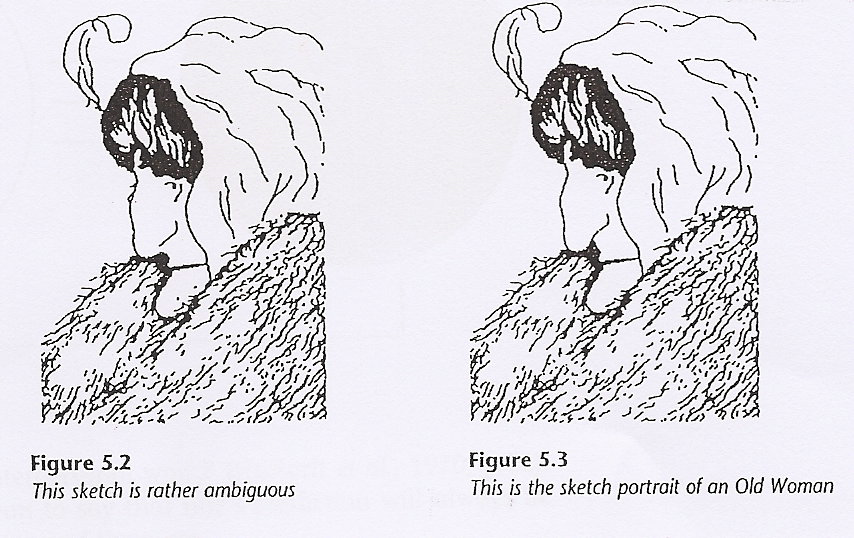 Figure 5.2
This sketch is rather ambiguous
Figure 5.3
This is the sketch portrait of an Old Woman